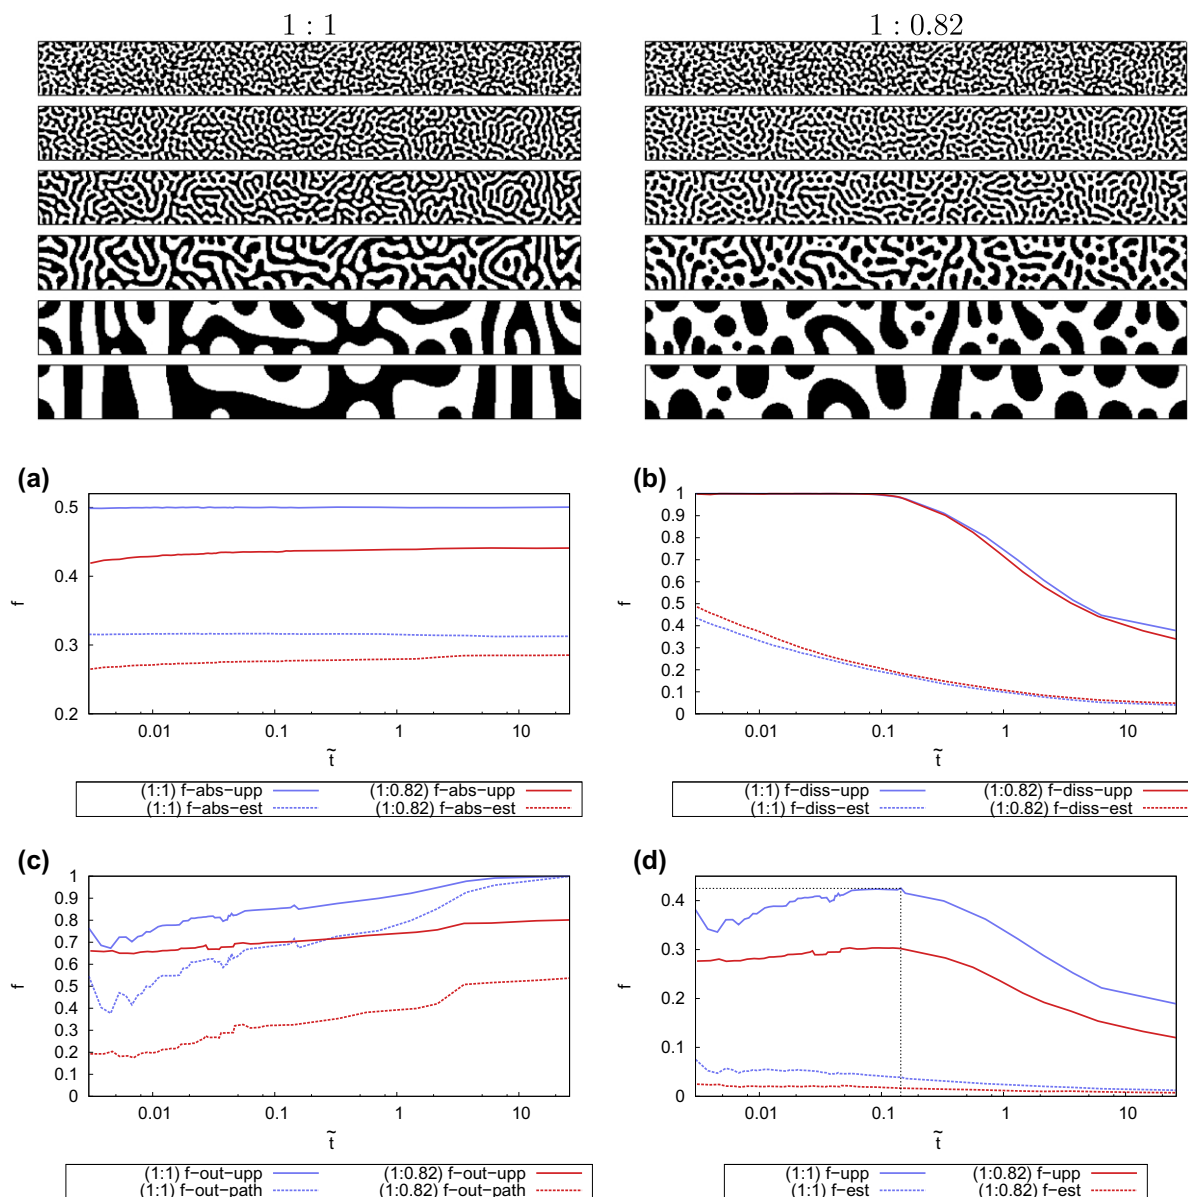 1 : 1
1 : 0.82
(a)
0.5
0.4
0.3
0.2
f
0.01
0.1
1
10
t̃
(1:1) f−abs−upp
(1:0.82) f−abs−upp
(1:1) f−abs−est
(1:0.82) f−abs−est
(b)
1
0.9
0.8
0.7
0.6
0.5
0.4
0.3
0.2
0.1
0
f
0.01
0.1
1
10
t̃
(1:1) f−diss−upp
(1:0.82) f−diss−upp
(1:1) f−diss−est
(1:0.82) f−diss−est
(c)
1
0.9
0.8
0.7
0.6
0.5
0.4
0.3
0.2
0.1
0
f
0.01
0.1
1
10
t̃
(1:1) f−out−upp
(1:0.82) f−out−upp
(1:1) f−out−path
(1:0.82) f−out−path
(d)
0.4
0.3
0.2
0.1
0
f
0.01
0.1
1
10
t̃
(1:1) f−upp
(1:0.82) f−upp
(1:1) f−est
(1:0.82) f−est